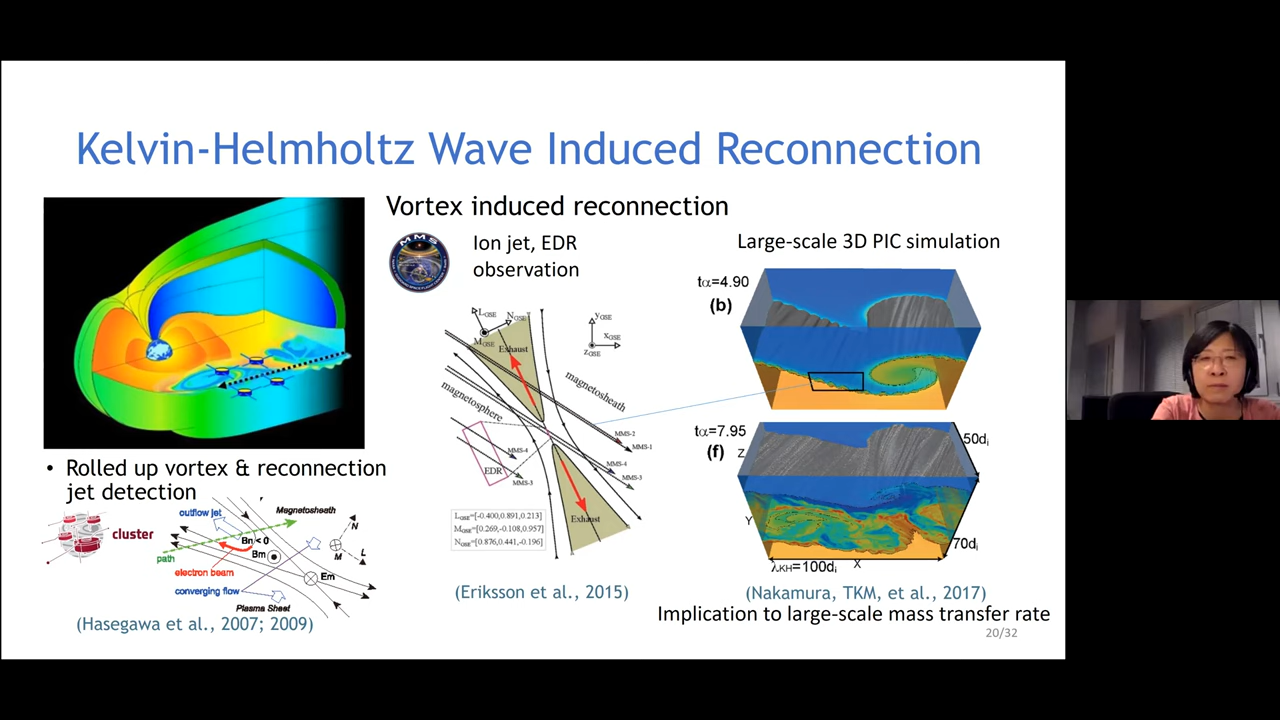 Kelvin-Helmholtz Wave Induced Reconnection
Vortex induced reconnection
MMS
Ion jet, EDR
observation
Large-scale 3D PIC simulation
tα=4.90
(b)
L_GSE
N_GSE
M_GSE
y_GSE
x_GSE
z_GSE
Exhaust
magnetosheath
magnetosphere
MMS-2
MMS-1
MMS-4
MMS-3
MMS-4
MMS-3
EDR
Exhaust
L_GSE=[-0.400,0.891,0.213]
M_GSE=[0.269,-0.108,0.957]
N_GSE=[0.876,0.441,-0.196]
tα=7.95
(f)
Z
Y
X
50d_i
70d_i
λ_KH=100d_i
• Rolled up vortex & reconnection
jet detection
cluster
outflow jet
Magnetosheath
Bn < 0
Bm
N
M
L
path
electron beam
Em
converging flow
Plasma Sheet
(Hasegawa et al., 2007; 2009)
(Eriksson et al., 2015)
(Nakamura, TKM, et al., 2017)
Implication to large-scale mass transfer rate
20/32